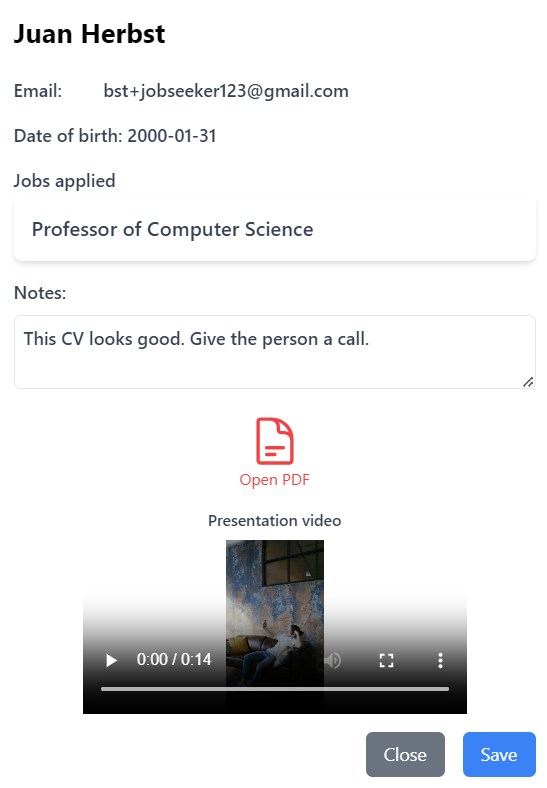 Juan Herbst
Email: bst+jobseeker123@gmail.com
Date of birth: 2000-01-31
Jobs applied
Professor of Computer Science
Notes:
This CV looks good. Give the person a call.
Open PDF
Presentation video
0:00 / 0:14
Close Save